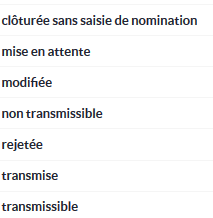 clôturée sans saisie de nomination
mise en attente
modifiée
non transmissible
rejetée
transmise
transmissible